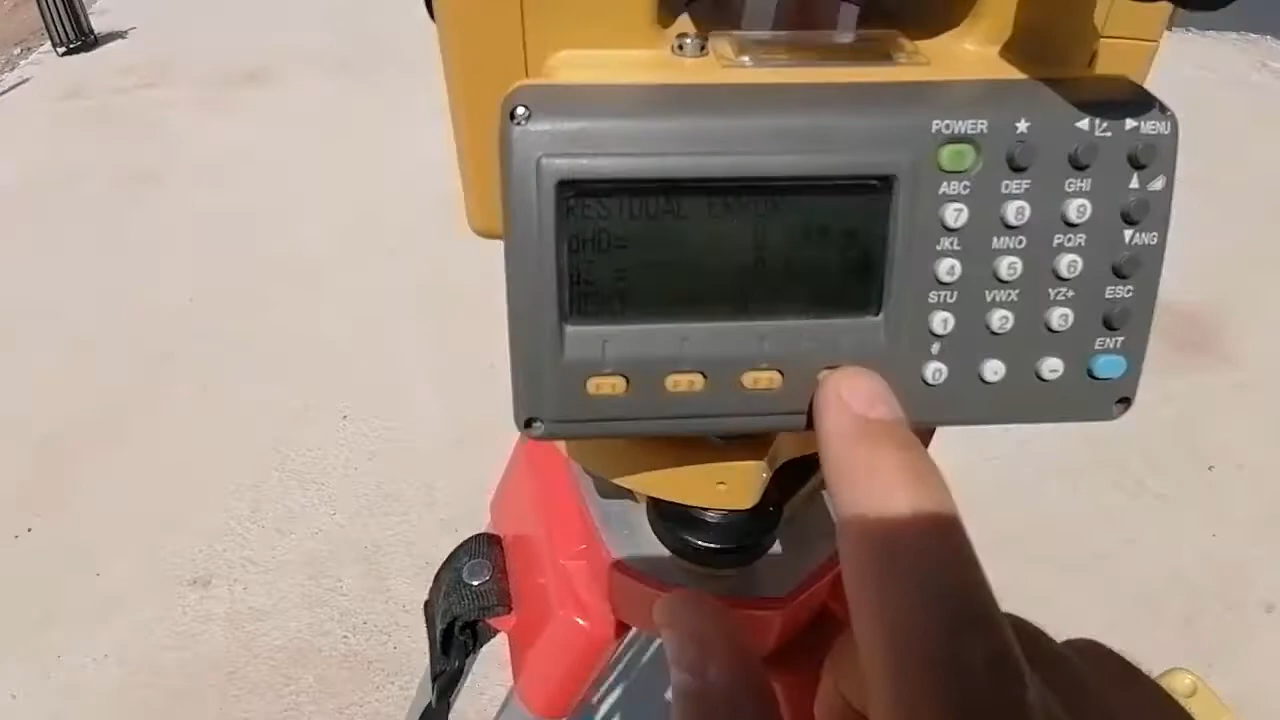 POWER ★ ◀ ▶ MENU
RESIDUAL ERROR
dHD=
dZ =
ABC DEF GHI
7 8 9
JKL MNO PQR ANG
4 5 6
STU VWX YZ+ ESC
1 2 3
# ENT
0 . -
F1 F2 F3